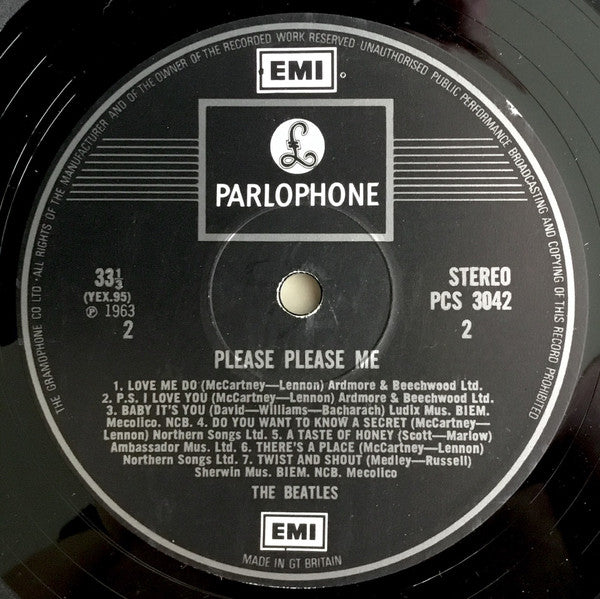 THE GRAMOPHONE CO LTD · ALL RIGHTS OF THE MANUFACTURER AND OF THE OWNER OF THE RECORDED WORK RESERVED UNAUTHORISED PUBLIC PERFORMANCE BROADCASTING AND COPYING OF THIS RECORD PROHIBITED
EMI
£
PARLOPHONE
33⅓
(YEX.95)
℗ 1963
2
STEREO
PCS 3042
2
PLEASE PLEASE ME
1. LOVE ME DO (McCartney—Lennon) Ardmore & Beechwood Ltd.
2. P.S. I LOVE YOU (McCartney—Lennon) Ardmore & Beechwood Ltd.
3. BABY IT'S YOU (David—Williams—Bacharach) Ludix Mus. BIEM.
Mecolico. NCB. 4. DO YOU WANT TO KNOW A SECRET (McCartney—
Lennon) Northern Songs Ltd. 5. A TASTE OF HONEY (Scott—Marlow)
Ambassador Mus. Ltd. 6. THERE'S A PLACE (McCartney—Lennon)
Northern Songs Ltd. 7. TWIST AND SHOUT (Medley—Russell)
Sherwin Mus. BIEM. NCB. Mecolico
THE BEATLES
EMI
MADE IN GT BRITAIN